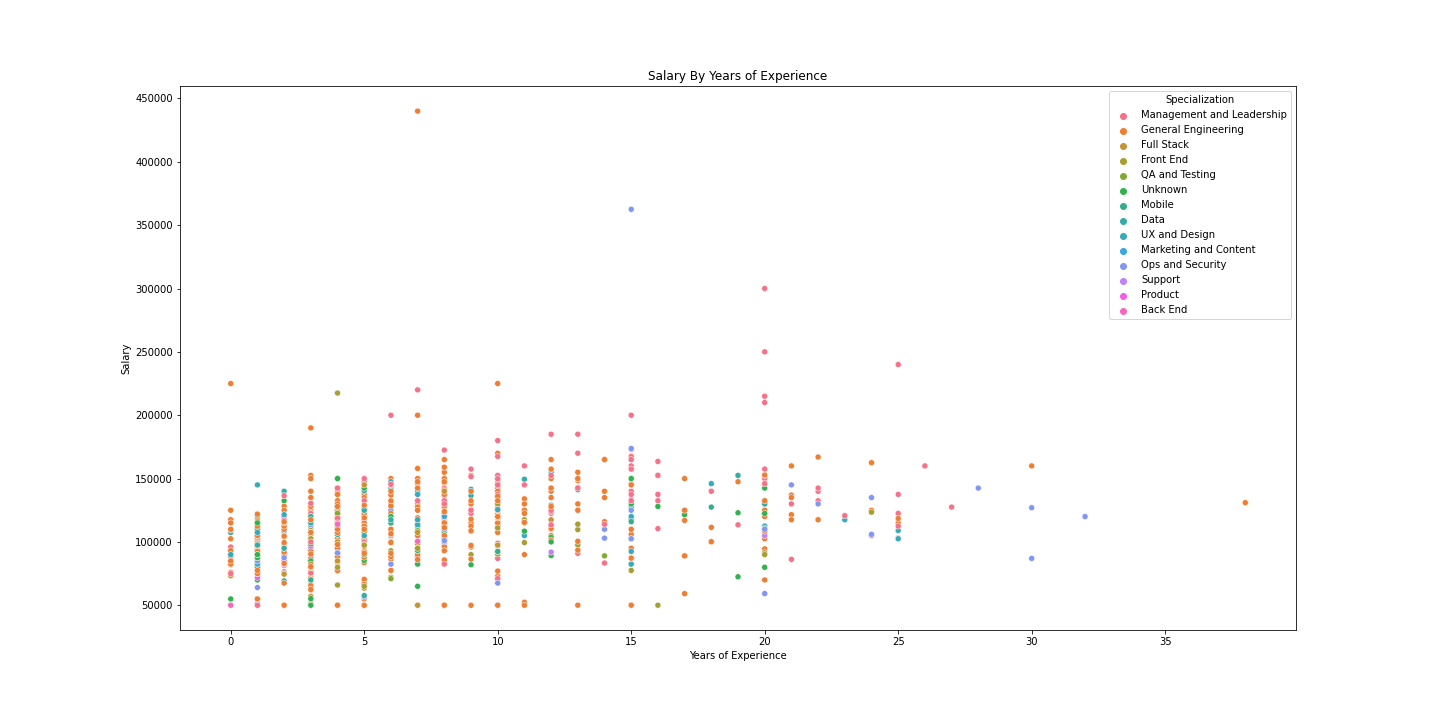 Salary By Years of Experience
450000
400000
350000
300000
250000
200000
150000
100000
50000
Salary
0 5 10 15 20 25 30 35
Years of Experience
Specialization
Management and Leadership
General Engineering
Full Stack
Front End
QA and Testing
Unknown
Mobile
Data
UX and Design
Marketing and Content
Ops and Security
Support
Product
Back End